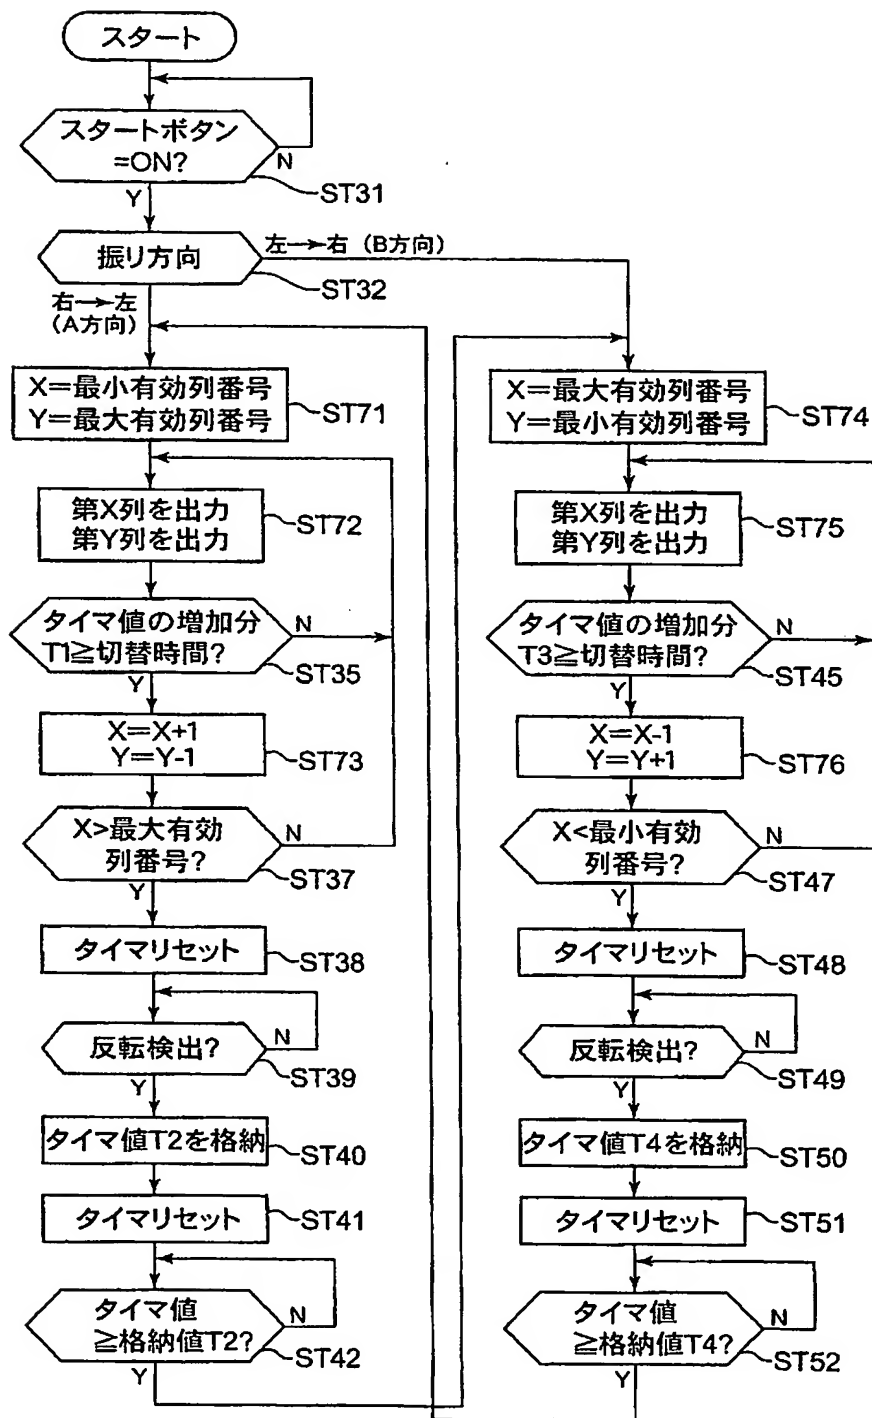 スタート
スタートボタン
=ON?
N
Y
ST31
振り方向
左→右 (B方向)
ST32
右→左
(A方向)
X=最小有効列番号
Y=最大有効列番号
ST71
第X列を出力
第Y列を出力
ST72
タイマ値の増加分
T1≧切替時間?
N
Y
ST35
X=X+1
Y=Y-1
ST73
X>最大有効
列番号?
N
Y
ST37
タイマリセット
ST38
反転検出?
N
Y
ST39
タイマ値T2を格納
ST40
タイマリセット
ST41
タイマ値
≧格納値T2?
N
Y
ST42
X=最大有効列番号
Y=最小有効列番号
ST74
第X列を出力
第Y列を出力
ST75
タイマ値の増加分
T3≧切替時間?
N
Y
ST45
X=X-1
Y=Y+1
ST76
X<最小有効
列番号?
N
Y
ST47
タイマリセット
ST48
反転検出?
N
Y
ST49
タイマ値T4を格納
ST50
タイマリセット
ST51
タイマ値
≧格納値T4?
N
Y
ST52